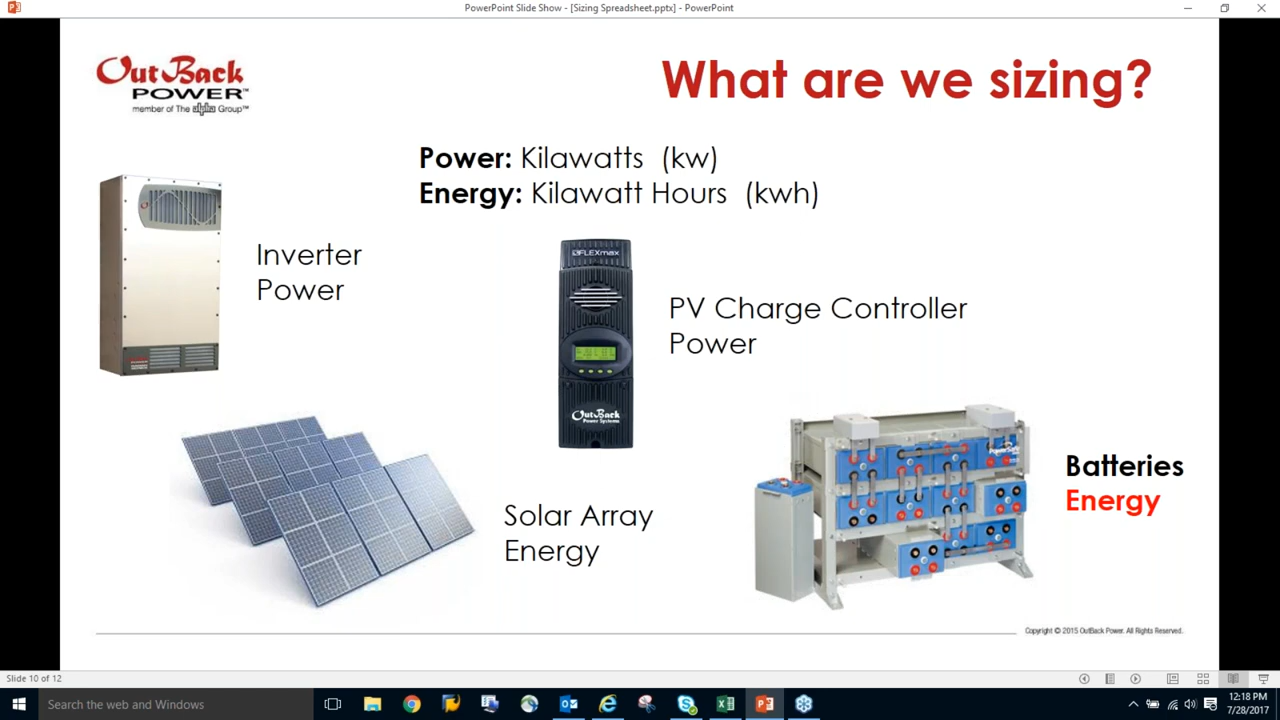 PowerPoint Slide Show - [Sizing Spreadsheet.pptx] - PowerPoint
OutBack
POWER™
member of The alpha Group™
What are we sizing?
Power: Kilawatts (kw)
Energy: Kilawatt Hours (kwh)
Inverter
Power
FLEXmax
OutBack
Power Systems
PV Charge Controller
Power
Solar Array
Energy
Batteries
Energy
Copyright © 2015 OutBack Power. All Rights Reserved.
Slide 10 of 12
Search the web and Windows
12:18 PM
7/28/2017